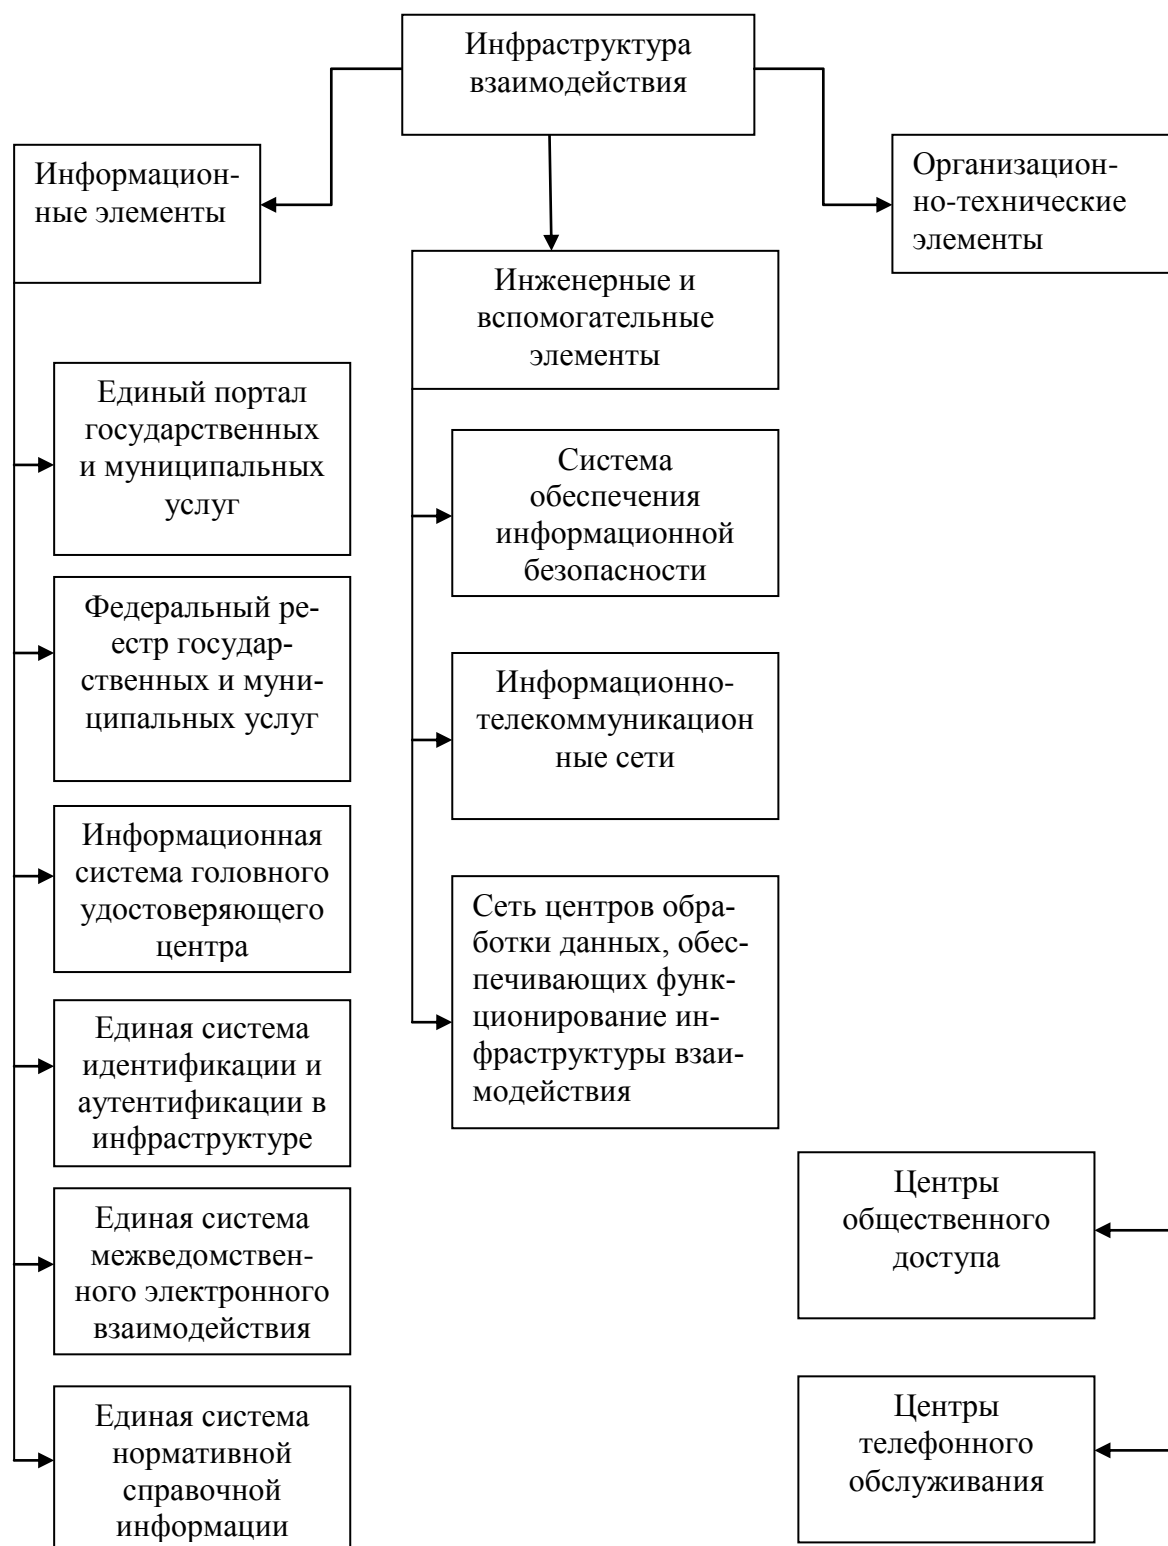 Инфраструктура
взаимодействия
Информацион-
ные элементы
Организацион-
но-технические
элементы
Инженерные и
вспомогательные
элементы
Единый портал
государственных
и муниципальных
услуг
Федеральный ре-
естр государ-
ственных и муни-
ципальных услуг
Информационная
система головного
удостоверяющего
центра
Единая система
идентификации и
аутентификации в
инфраструктуре
Единая система
межведомствен-
ного электронного
взаимодействия
Единая система
нормативной
справочной
информации
Система
обеспечения
информационной
безопасности
Информационно-
телекоммуникацион
ные сети
Сеть центров обра-
ботки данных, обес-
печивающих функ-
ционирование ин-
фраструктуры взаи-
модействия
Центры
общественного
доступа
Центры
телефонного
обслуживания